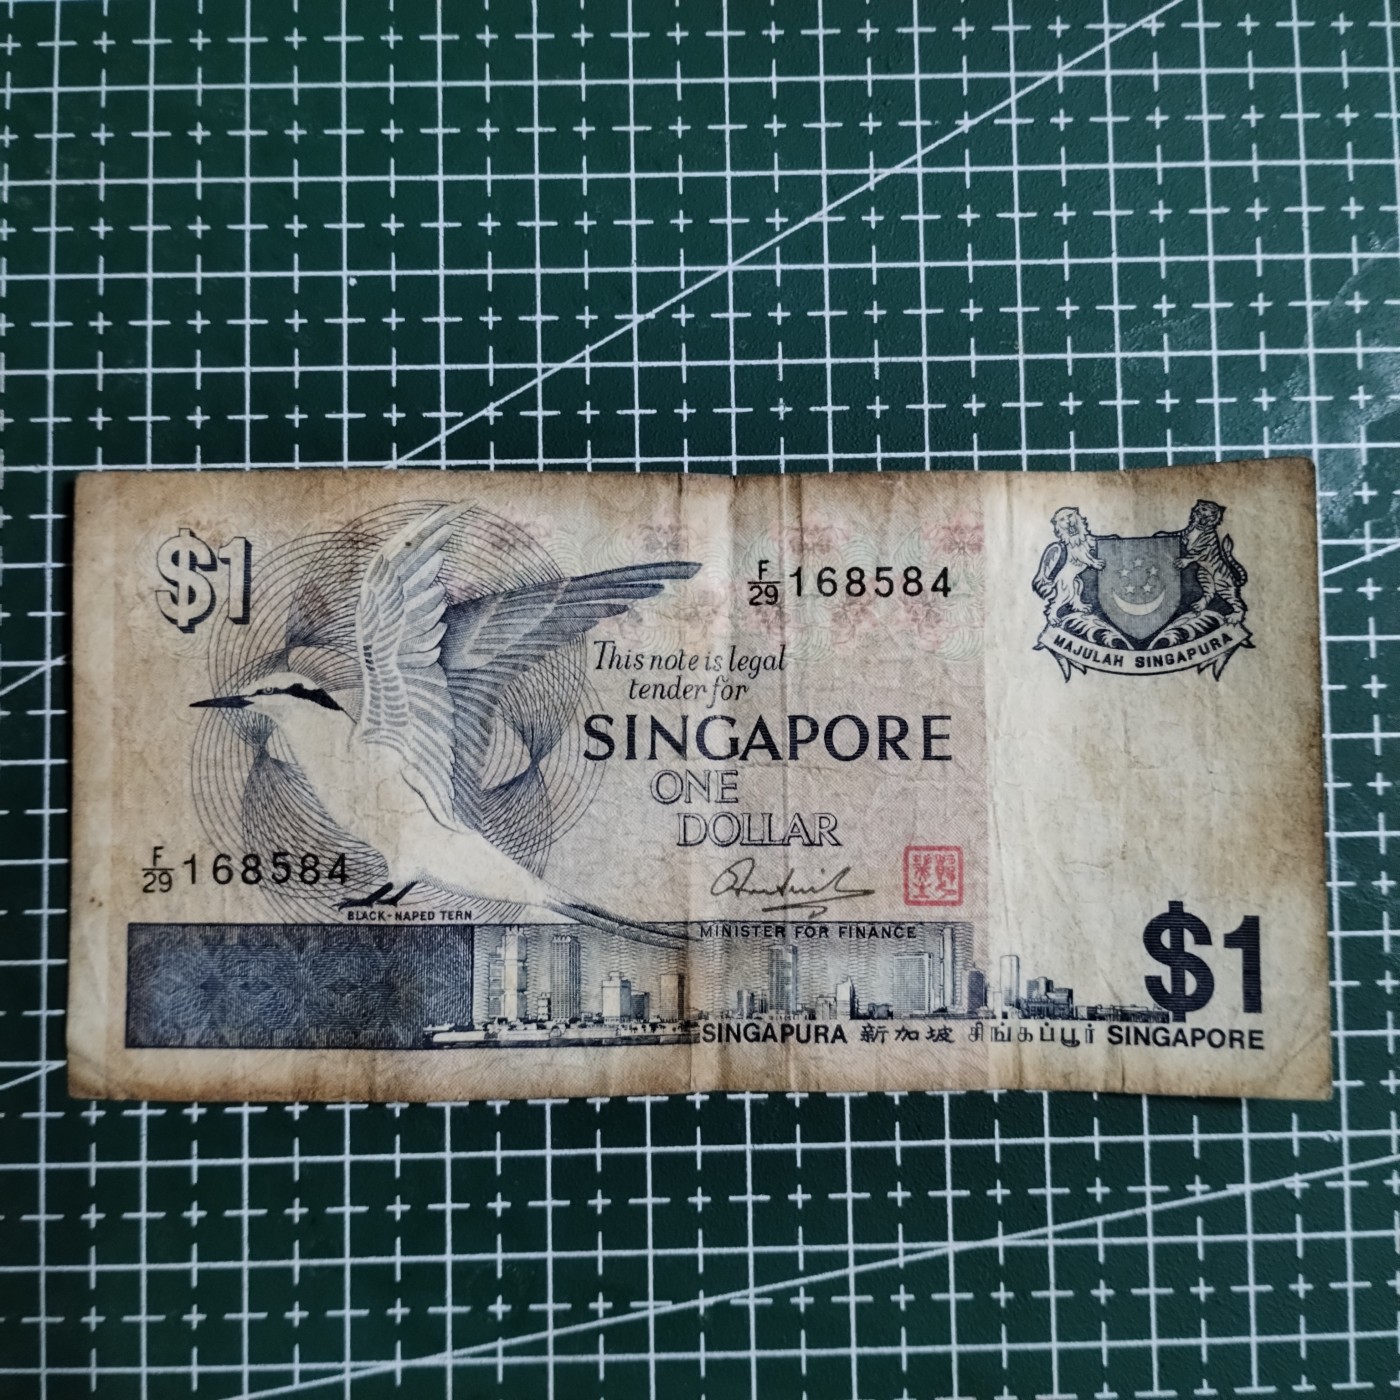 $1
F/29 168584
MAJULAH SINGAPURA
This note is legal
tender for
SINGAPORE
ONE
DOLLAR
F/29 168584
BLACK-NAPED TERN
MINISTER FOR FINANCE
$1
SINGAPURA 新加坡 சிங்கப்பூர் SINGAPORE